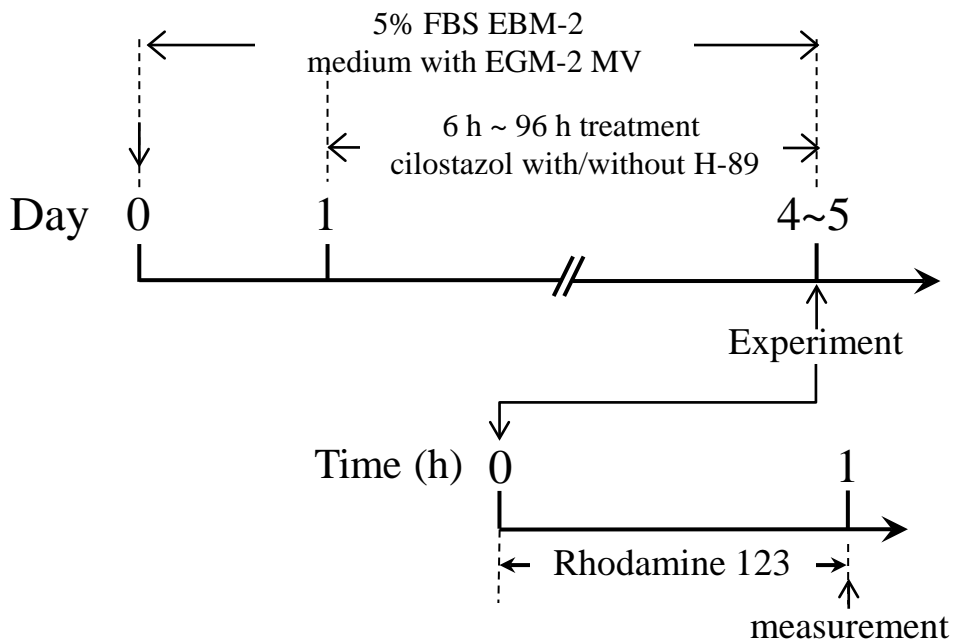 5% FBS EBM-2
medium with EGM-2 MV
6 h ~ 96 h treatment
cilostazol with/without H-89
Day 0 1 4~5
Experiment
Time (h) 0 1
Rhodamine 123
measurement